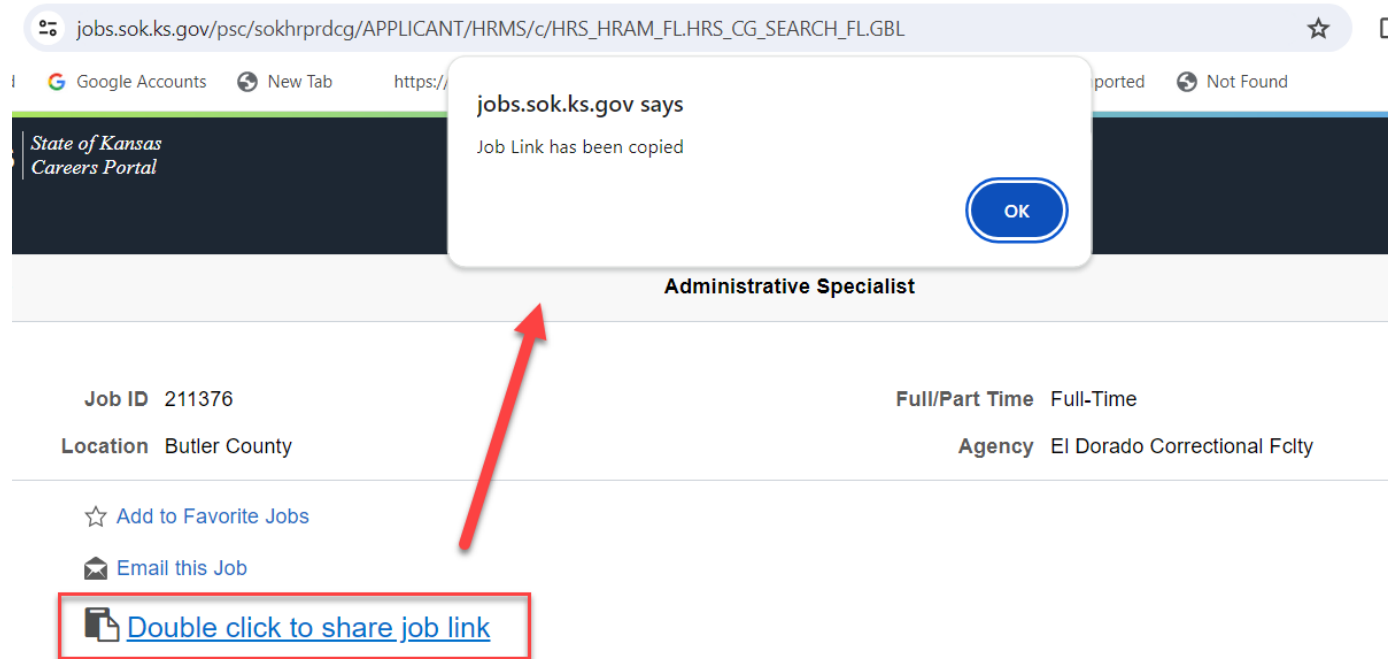 jobs.sok.ks.gov/psc/sokhrprdcg/APPLICANT/HRMS/c/HRS_HRAM_FL.HRS_CG_SEARCH_FL.GBL
Google Accounts New Tab https:/ ported Not Found
jobs.sok.ks.gov says
Job Link has been copied
OK
State of Kansas
Careers Portal
Administrative Specialist
Job ID 211376 Full/Part Time Full-Time
Location Butler County Agency El Dorado Correctional Fclty
Add to Favorite Jobs
Email this Job
Double click to share job link